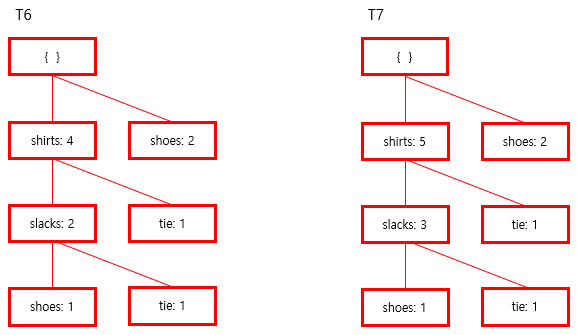 T6
T7
{ }
{ }
shirts: 4
shoes: 2
shirts: 5
shoes: 2
slacks: 2
tie: 1
slacks: 3
tie: 1
shoes: 1
tie: 1
shoes: 1
tie: 1